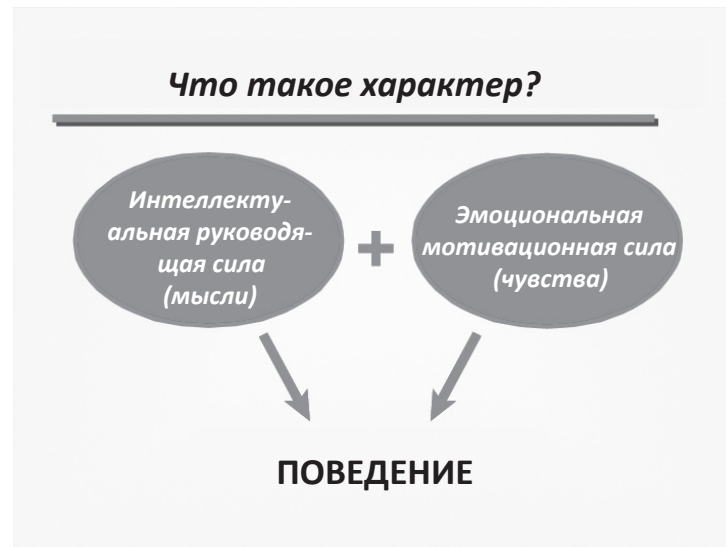 Что такое характер?
Интеллекту-
альная руководя-
щая сила
(мысли)
+
Эмоциональная
мотивационная сила
(чувства)
ПОВЕДЕНИЕ